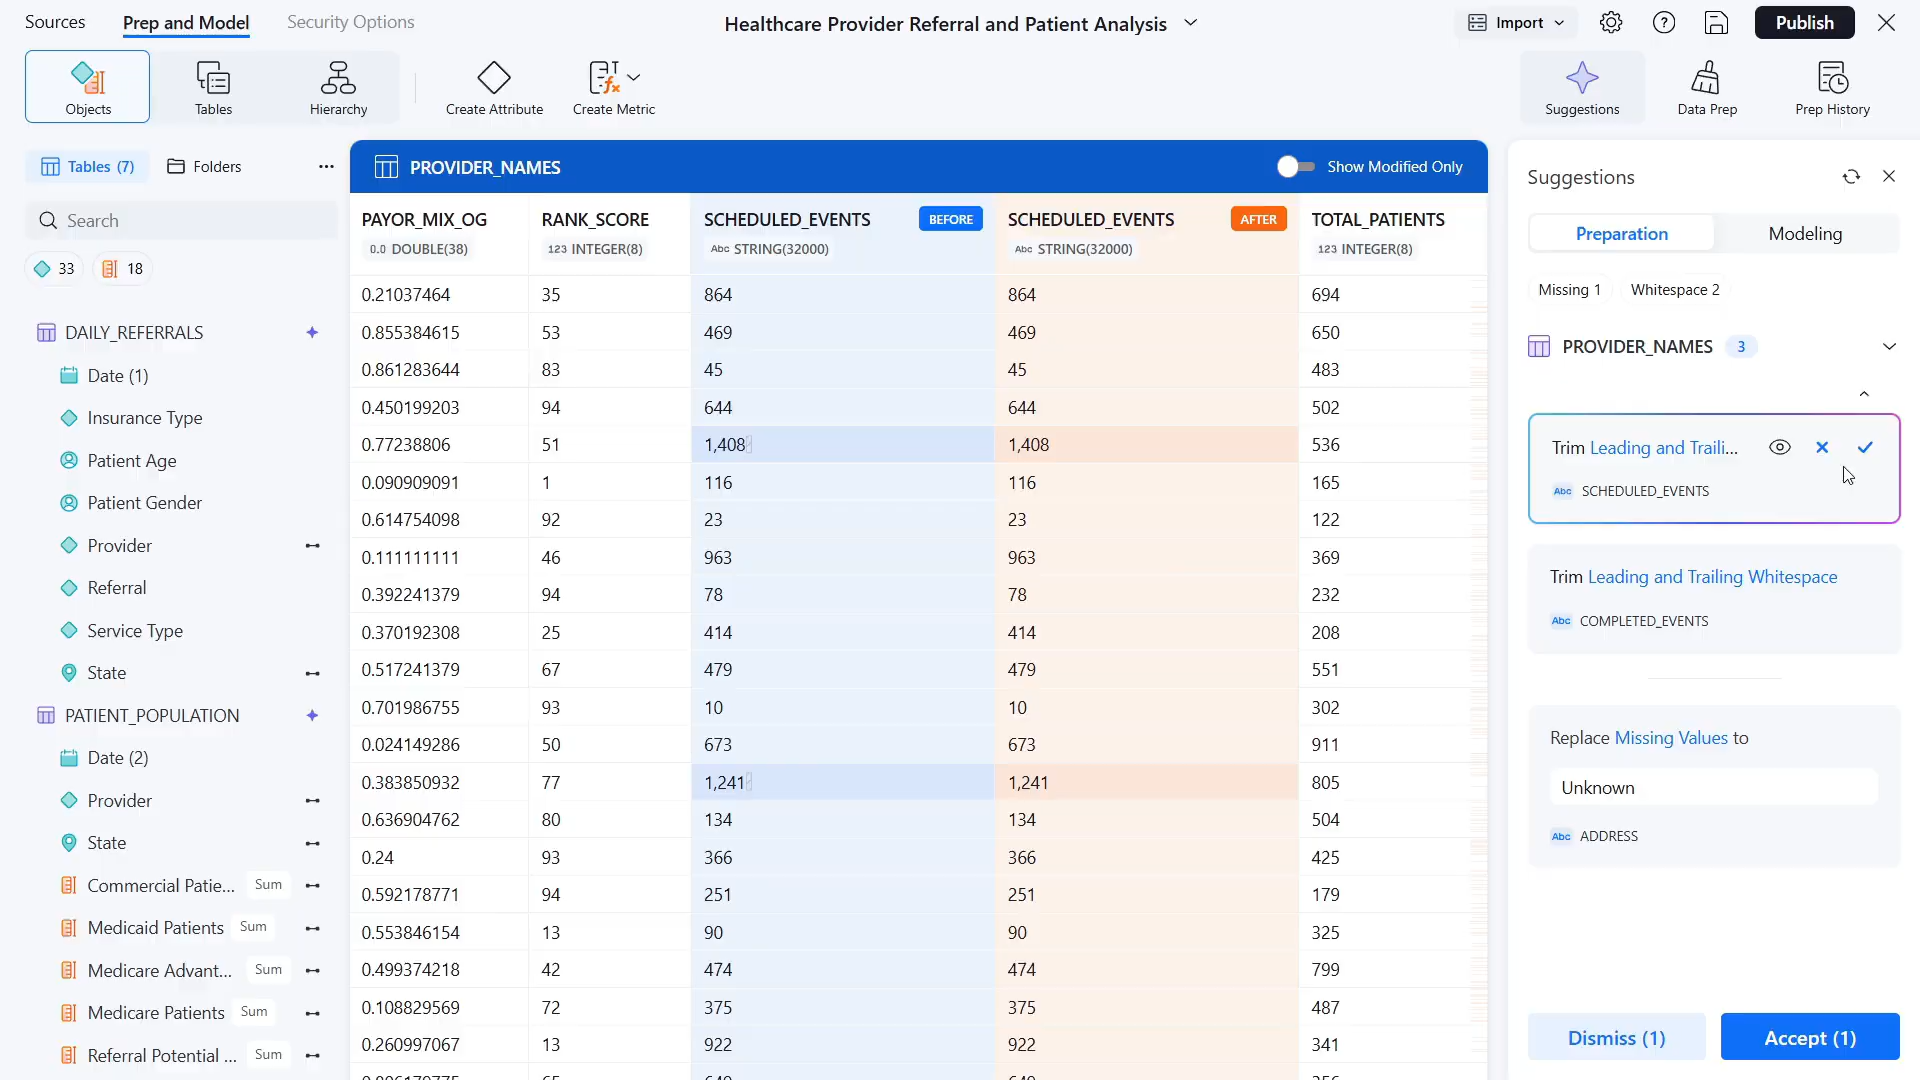 Sources
Prep and Model
Security Options
Healthcare Provider Referral and Patient Analysis
Import
Publish
Objects
Tables
Hierarchy
Create Attribute
Create Metric
Suggestions
Data Prep
Prep History
Tables (7)
Folders
Search
33
18
DAILY_REFERRALS
Date (1)
Insurance Type
Patient Age
Patient Gender
Provider
Referral
Service Type
State
PATIENT_POPULATION
Date (2)
Provider
State
Commercial Patie... Sum
Medicaid Patients Sum
Medicare Advant... Sum
Medicare Patients Sum
Referral Potential ... Sum
PROVIDER_NAMES
Show Modified Only
PAYOR_MIX_OG RANK_SCORE SCHEDULED_EVENTS BEFORE SCHEDULED_EVENTS AFTER TOTAL_PATIENTS
0.0 DOUBLE(38) 123 INTEGER(8) Abc STRING(32000) Abc STRING(32000) 123 INTEGER(8)
0.21037464 35 864 864 694
0.855384615 53 469 469 650
0.861283644 83 45 45 483
0.450199203 94 644 644 502
0.77238806 51 1,408 1,408 536
0.090909091 1 116 116 165
0.614754098 92 23 23 122
0.111111111 46 963 963 369
0.392241379 94 78 78 232
0.370192308 25 414 414 208
0.517241379 67 479 479 551
0.701986755 93 10 10 302
0.024149286 50 673 673 911
0.383850932 77 1,241 1,241 805
0.636904762 80 134 134 504
0.24 93 366 366 425
0.592178771 94 251 251 179
0.553846154 13 90 90 325
0.499374218 42 474 474 799
0.108829569 72 375 375 487
0.260997067 13 922 922 341
Suggestions
Preparation
Modeling
Missing 1
Whitespace 2
PROVIDER_NAMES 3
Trim Leading and Traili...
Abc SCHEDULED_EVENTS
Trim Leading and Trailing Whitespace
Abc COMPLETED_EVENTS
Replace Missing Values to
Unknown
Abc ADDRESS
Dismiss (1)
Accept (1)